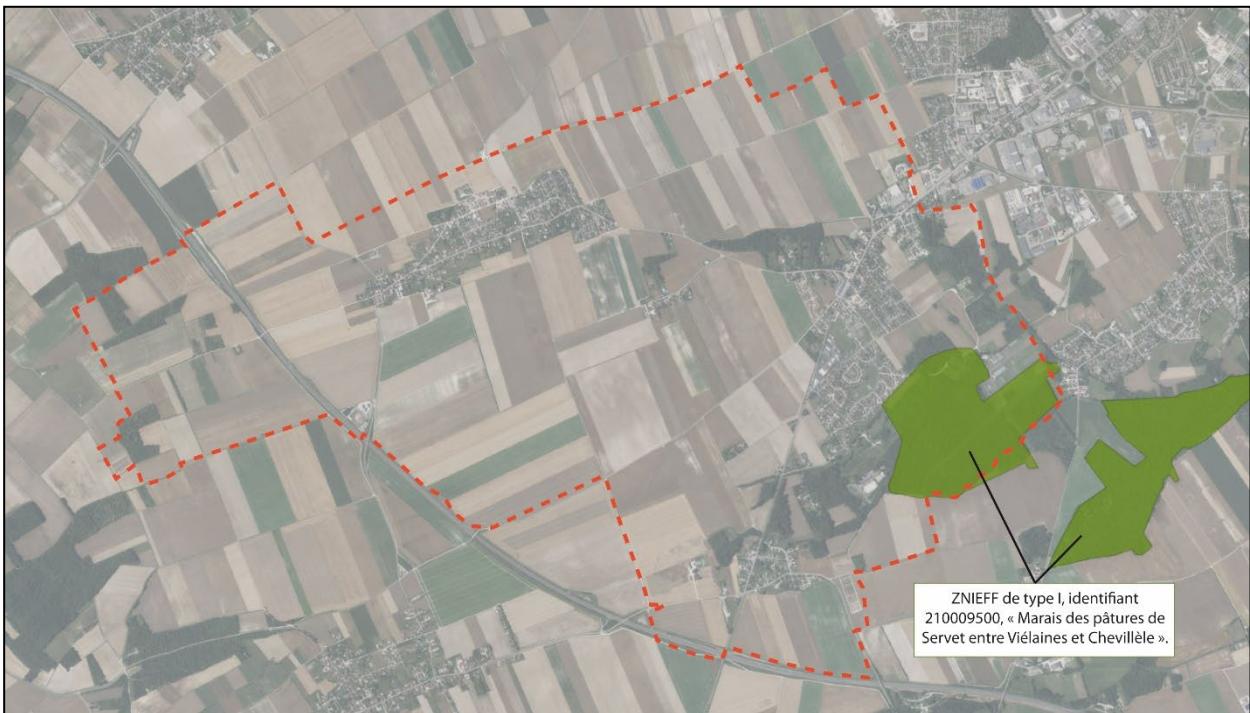 ZNIEFF de type I, identifiant
210009500, « Marais des pâtures de
Servet entre Viélaines et Chevillèle ».